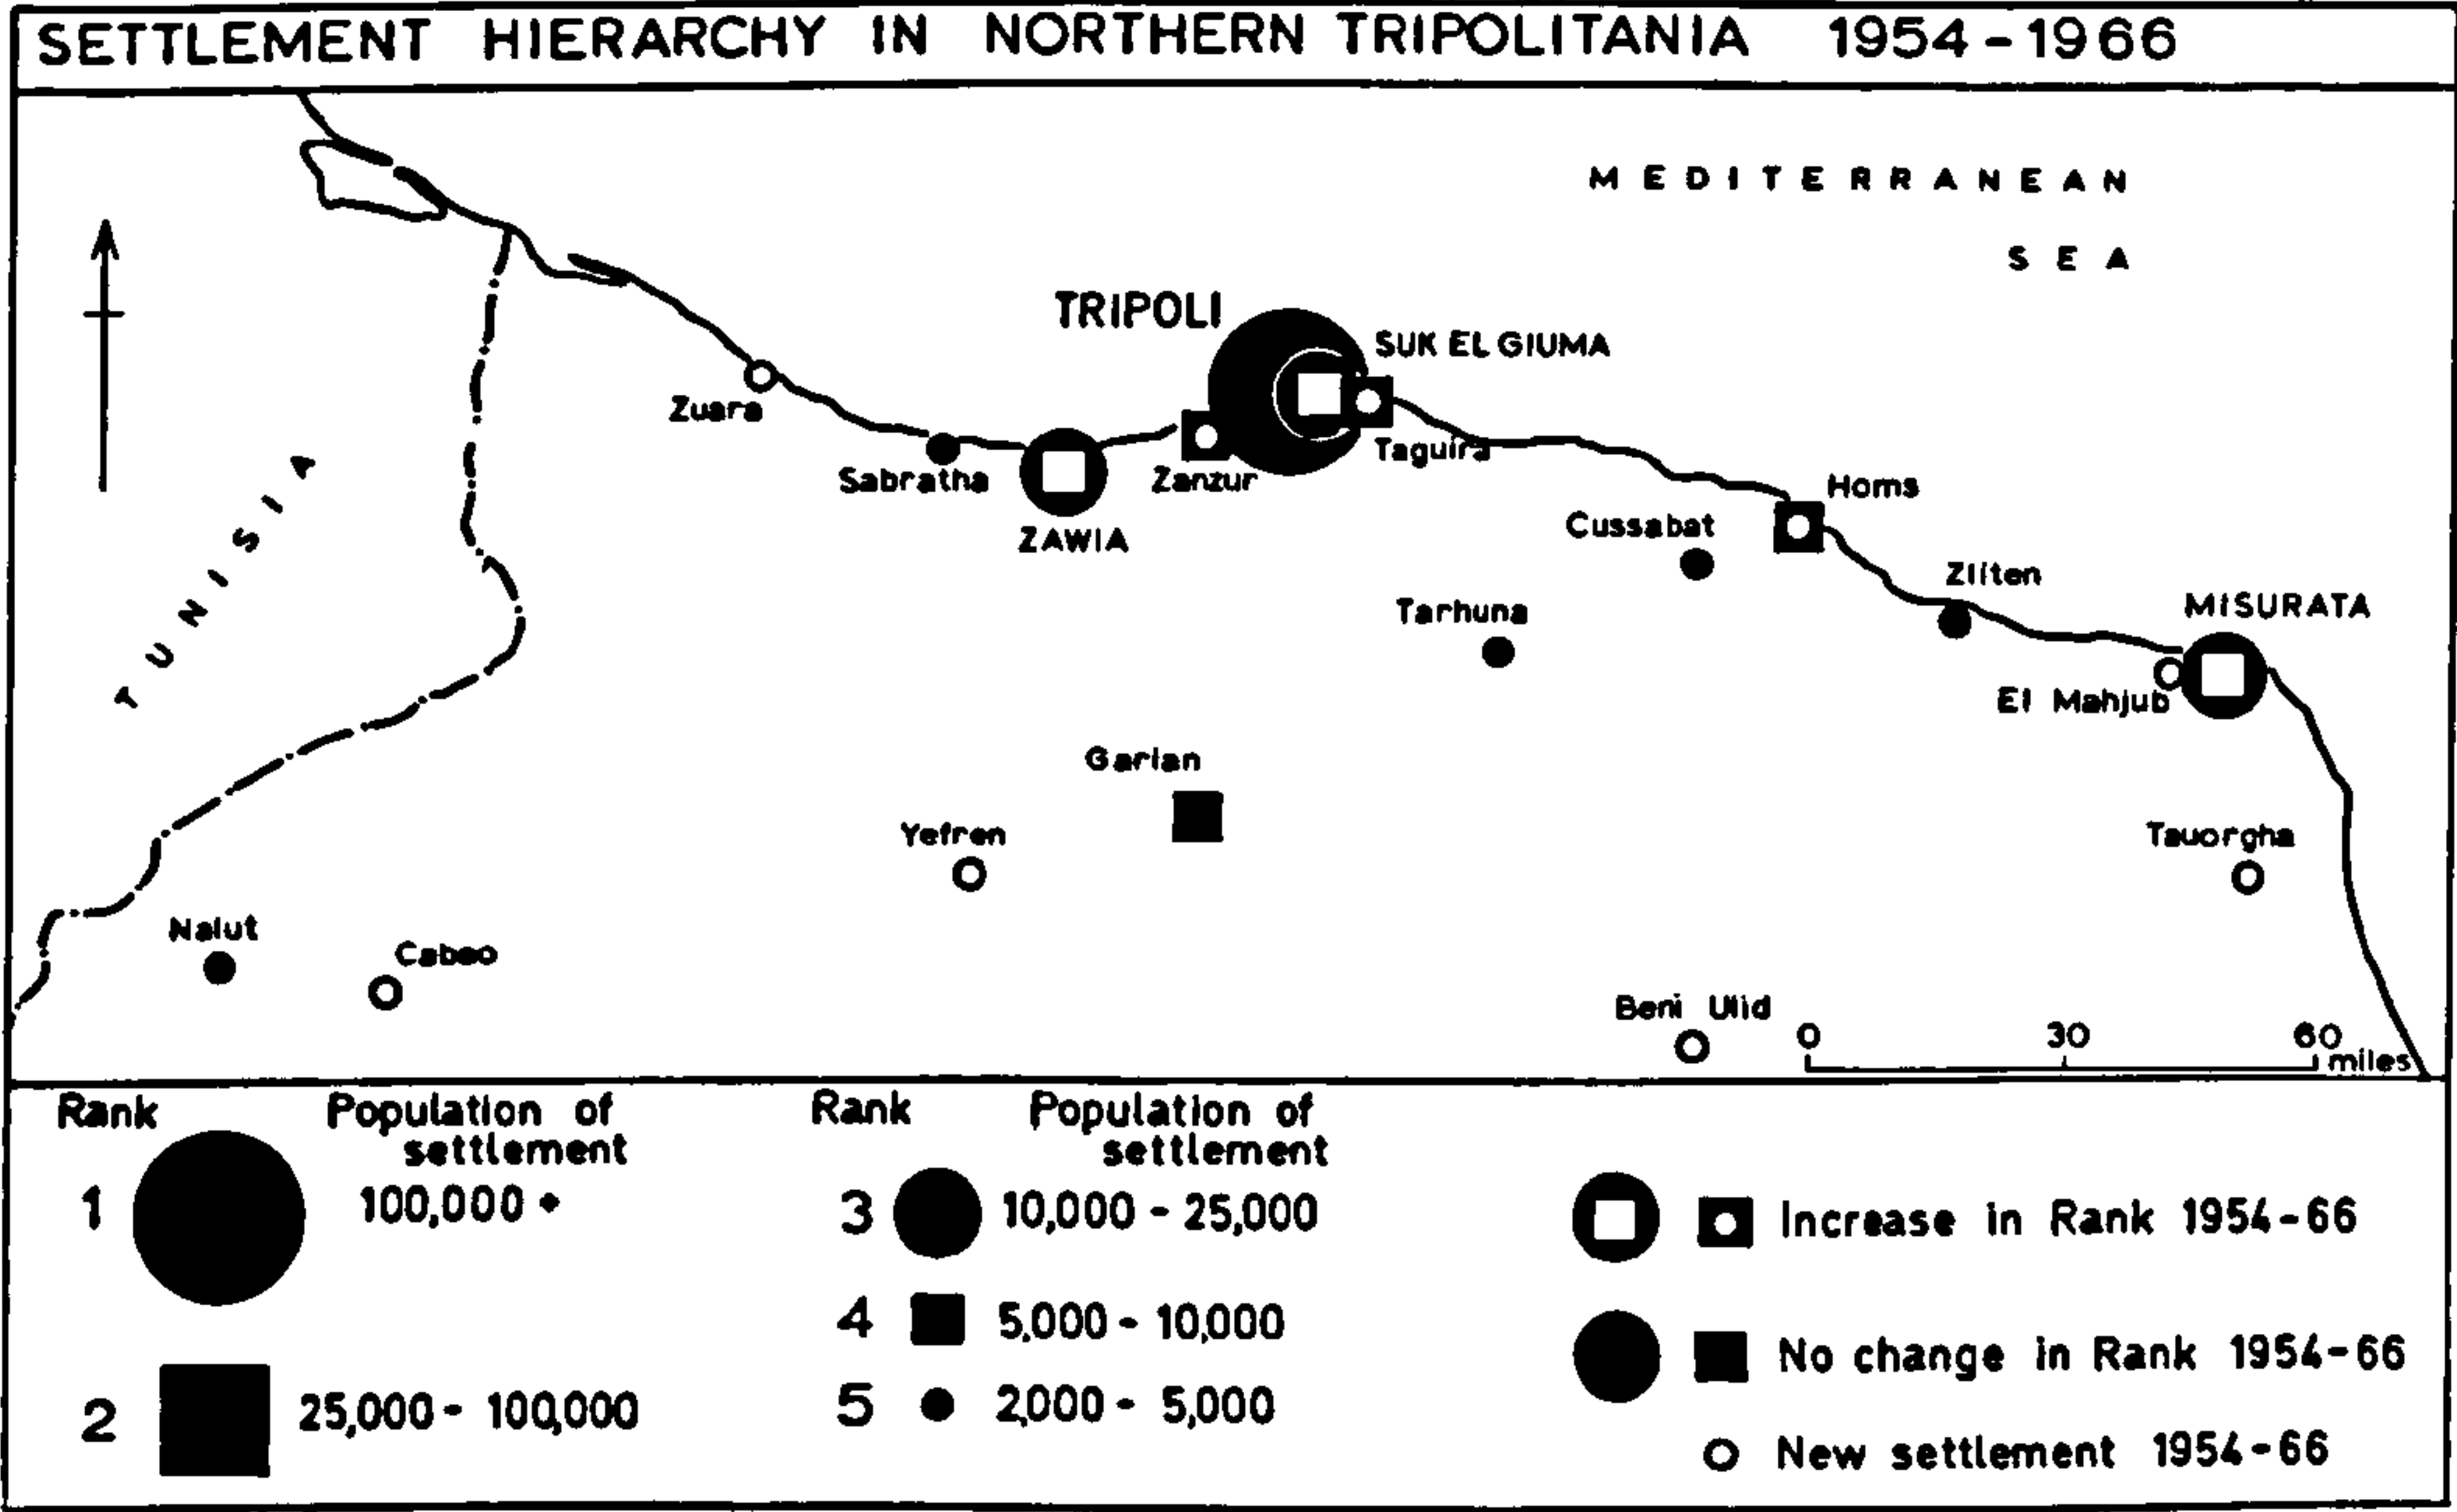 SETTLEMENT HIERARCHY IN NORTHERN TRIPOLITANIA 1954-1966
MEDITERRANEAN
SEA
TUNISIA
TRIPOLI
SUK EL GIUMA
Zuara
Sabratha
ZAWIA
Zanzur
Taguira
Homs
Cussabat
Zliten
Tarhuna
MISURATA
El Mahjub
Garian
Yefren
Tauorgha
Nalut
Cabao
Beni Ulid
0 30 60
miles
Rank Population of settlement
1 100,000 +
2 25,000 - 100,000
Rank Population of settlement
3 10,000 - 25,000
4 5,000 - 10,000
5 2,000 - 5,000
Increase in Rank 1954-66
No change in Rank 1954-66
New settlement 1954-66